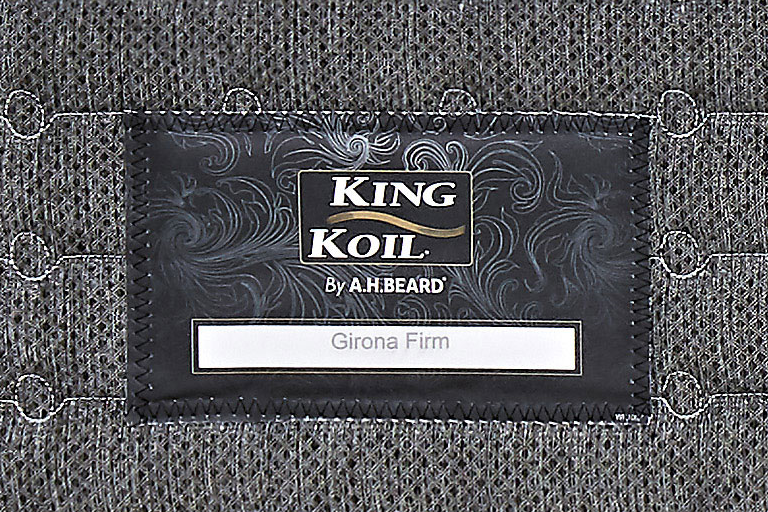 KING
KOIL
By A.H.BEARD®
Girona Firm